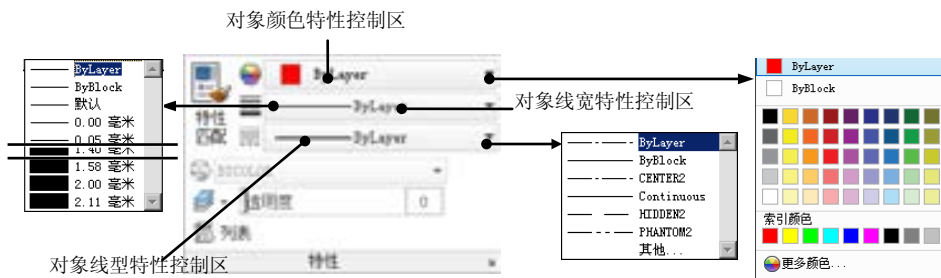 对象颜色特性控制区
ByLayer
ByBlock
默认
0.00 毫米
0.05 毫米
1.40 毫米
1.58 毫米
2.00 毫米
2.11 毫米
特性
匹配
ByLayer
ByLayer
ByLayer
BYCOLOR
透明度
0
列表
特性
对象线宽特性控制区
对象线型特性控制区
ByLayer
ByBlock
CENTER2
Continuous
HIDDEN2
PHANTOM2
其他...
ByLayer
ByBlock
索引颜色
更多颜色...